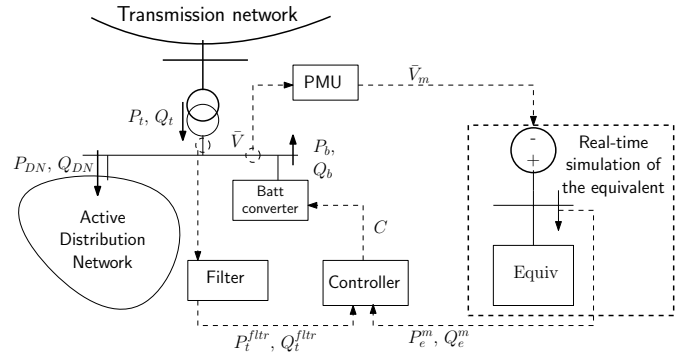 Transmission network
PMU
V̄_m
P_t, Q_t
V̄
P_b,
Q_b
-
+
Real-time
simulation of
the equivalent
P_DN, Q_DN
Batt
converter
Active
Distribution
Network
C
Filter
Controller
Equiv
P_t^fltr, Q_t^fltr
P_e^m, Q_e^m